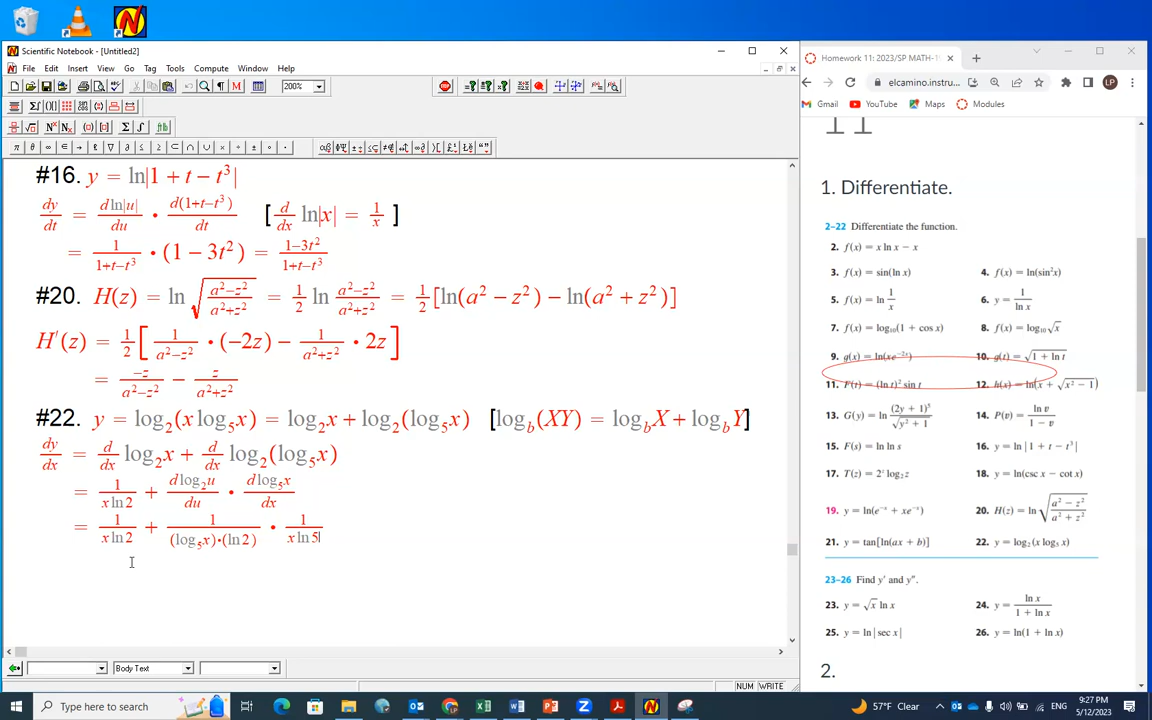 Scientific Notebook - [Untitled2]
File Edit Insert View Go Tag Tools Compute Window Help
200%
#16. y = ln|1 + t − t³|
dy/dt = d ln|u|/du • d(1+t−t³)/dt [d/dx ln|x| = 1/x ]
= 1/(1+t−t³) • (1 − 3t²) = (1−3t²)/(1+t−t³)
#20. H(z) = ln √((a²−z²)/(a²+z²)) = 1/2 ln (a²−z²)/(a²+z²) = 1/2 [ln(a² − z²) − ln(a² + z²)]
H′(z) = 1/2 [ 1/(a²−z²) • (−2z) − 1/(a²+z²) • 2z ]
= −z/(a²−z²) − z/(a²+z²)
#22. y = log₂(x log₅x) = log₂x + log₂(log₅x) [log_b(XY) = log_b X + log_b Y]
dy/dx = d/dx log₂x + d/dx log₂(log₅x)
= 1/(x ln 2) + d log₂u/du • d log₅x/dx
= 1/(x ln 2) + 1/((log₅x)•(ln 2)) • 1/(x ln 5)
Body Text
NUM WRITE
Homework 11: 2023/SP MATH-1
elcamino.instru...
LP
Gmail YouTube Maps Modules
1. Differentiate.
2–22 Differentiate the function.
2. f(x) = x ln x − x
3. f(x) = sin(ln x) 4. f(x) = ln(sin²x)
5. f(x) = ln 1/x 6. y = 1/ln x
7. f(x) = log₁₀(1 + cos x) 8. f(x) = log₁₀ √x
9. g(x) = ln(xe⁻²ˣ) 10. g(t) = √(1 + ln t)
11. F(t) = (ln t)² sin t 12. h(x) = ln(x + √(x² − 1))
13. G(y) = ln (2y + 1)⁵/√(y² + 1) 14. P(v) = ln v/(1 − v)
15. F(s) = ln ln s 16. y = ln | 1 + t − t³ |
17. T(z) = 2ᶻ log₂z 18. y = ln(csc x − cot x)
19. y = ln(e⁻ˣ + xe⁻ˣ) 20. H(z) = ln √((a² − z²)/(a² + z²))
21. y = tan[ln(ax + b)] 22. y = log₂(x log₅x)
23–26 Find y′ and y″.
23. y = √x ln x 24. y = ln x/(1 + ln x)
25. y = ln | sec x | 26. y = ln(1 + ln x)
2.
Type here to search
57°F Clear
ENG
9:27 PM
5/12/2023